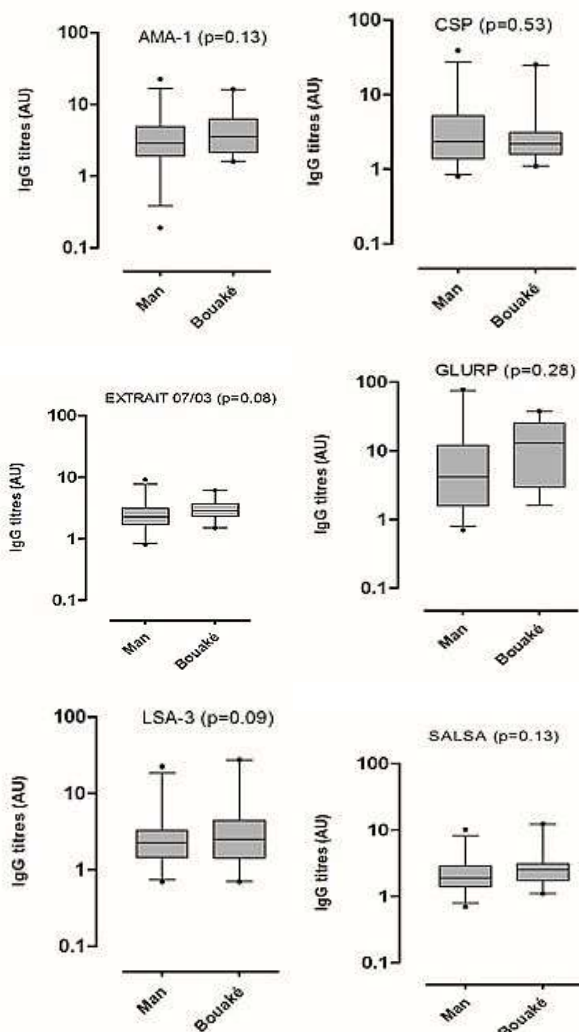 AMA-1 (p=0.13)
IgG titres (AU)
100
10
1
0.1
Man
Bouaké
CSP (p=0.53)
IgG titres (AU)
100
10
1
0.1
Man
Bouaké
EXTRAIT 07/03 (p=0.08)
IgG titres (AU)
100
10
1
0.1
Man
Bouaké
GLURP (p=0.28)
IgG titres (AU)
100
10
1
0.1
Man
Bouaké
LSA-3 (p=0.09)
IgG titres (AU)
100
10
1
0.1
Man
Bouaké
SALSA (p=0.13)
IgG titres (AU)
100
10
1
0.1
Man
Bouaké